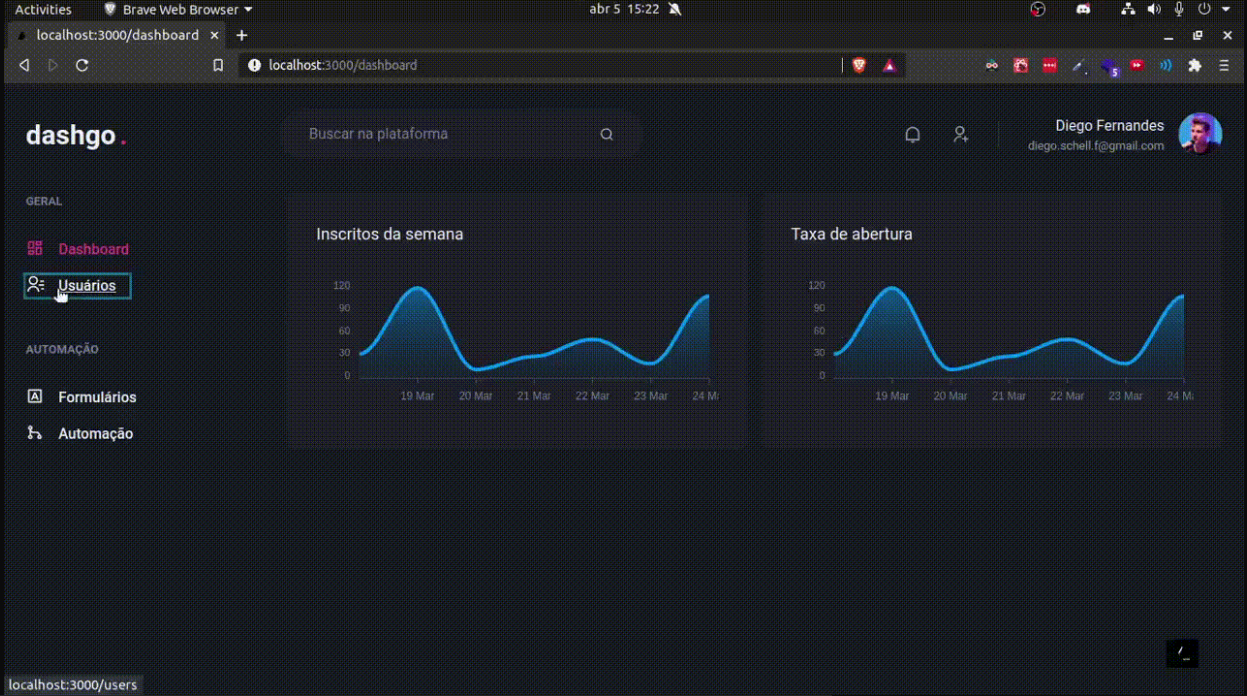 Activities
Brave Web Browser
abr 5 15:22
localhost:3000/dashboard
localhost:3000/dashboard
5
dashgo.
Buscar na plataforma
Diego Fernandes
diego.schell.f@gmail.com
GERAL
Dashboard
Usuários
AUTOMAÇÃO
Formulários
Automação
Inscritos da semana
120
90
60
30
0
19 Mar 20 Mar 21 Mar 22 Mar 23 Mar 24 M
Taxa de abertura
120
90
60
30
0
19 Mar 20 Mar 21 Mar 22 Mar 23 Mar 24 M
localhost:3000/users